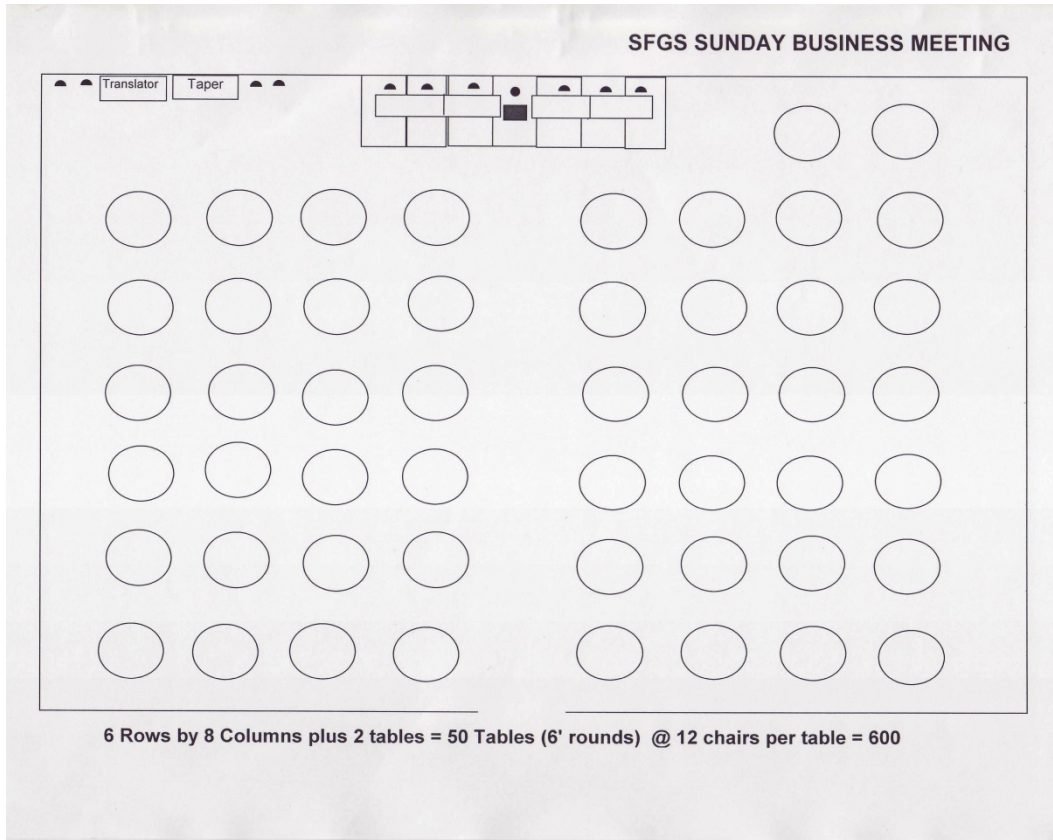 SFGS SUNDAY BUSINESS MEETING
Translator
Taper
6 Rows by 8 Columns plus 2 tables = 50 Tables (6' rounds) @ 12 chairs per table = 600